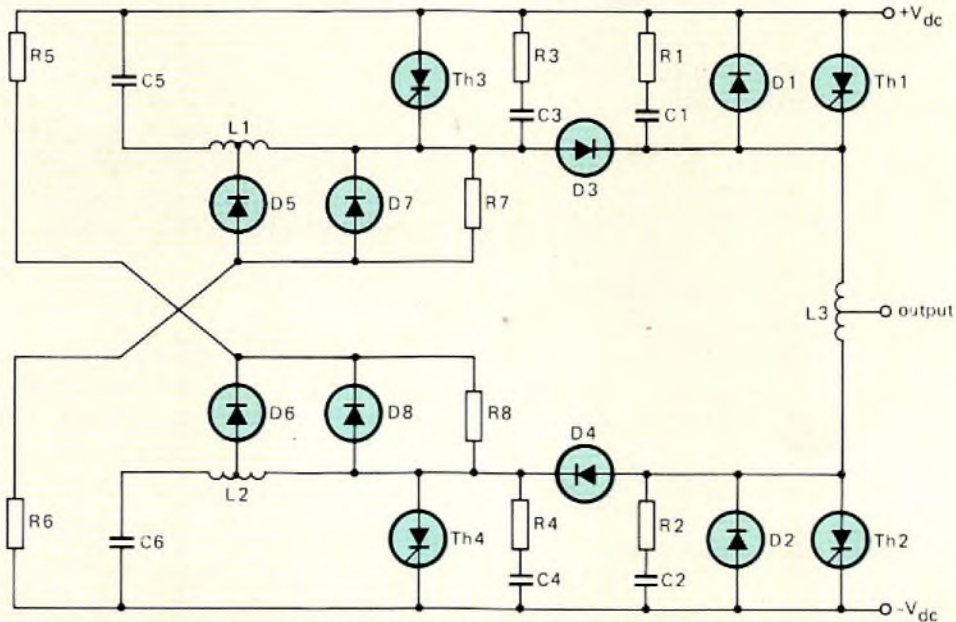 +Vdc
R5
C5
Th3
R3
R1
D1
Th1
L1
C3
C1
D5
D7
R7
D3
L3
output
D6
D8
R8
D4
L2
R6
C6
Th4
R4
R2
D2
Th2
C4
C2
-Vdc